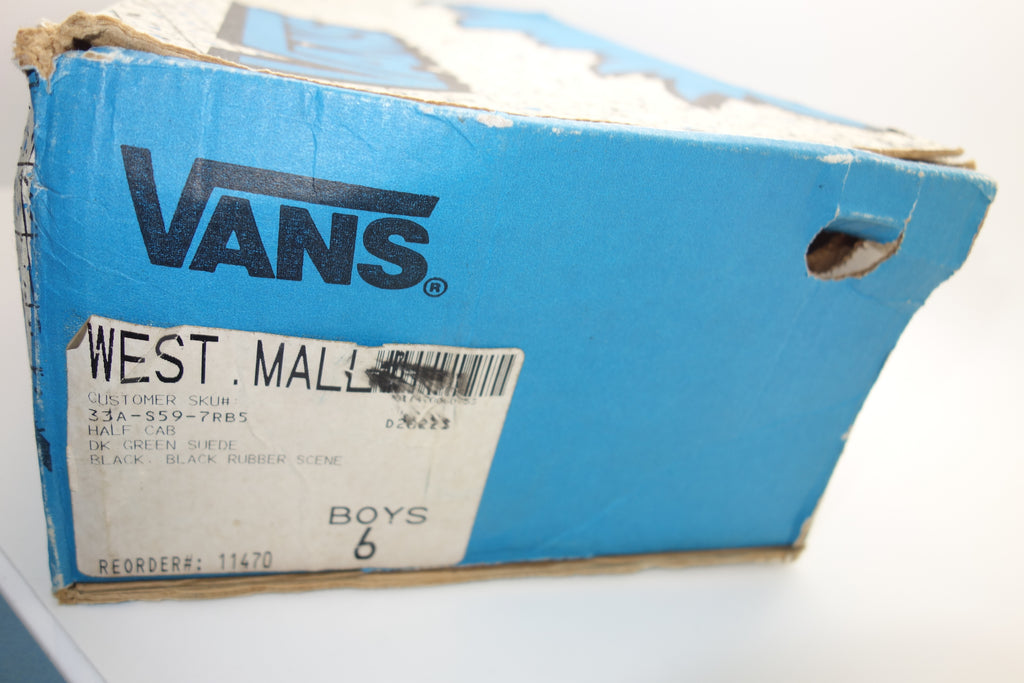 VANS®
WEST. MALL
CUSTOMER SKU#:
33A-S59-7RB5
HALF CAB
DK GREEN SUEDE
BLACK. BLACK RUBBER SCENE
BOYS
6
REORDER#: 11470